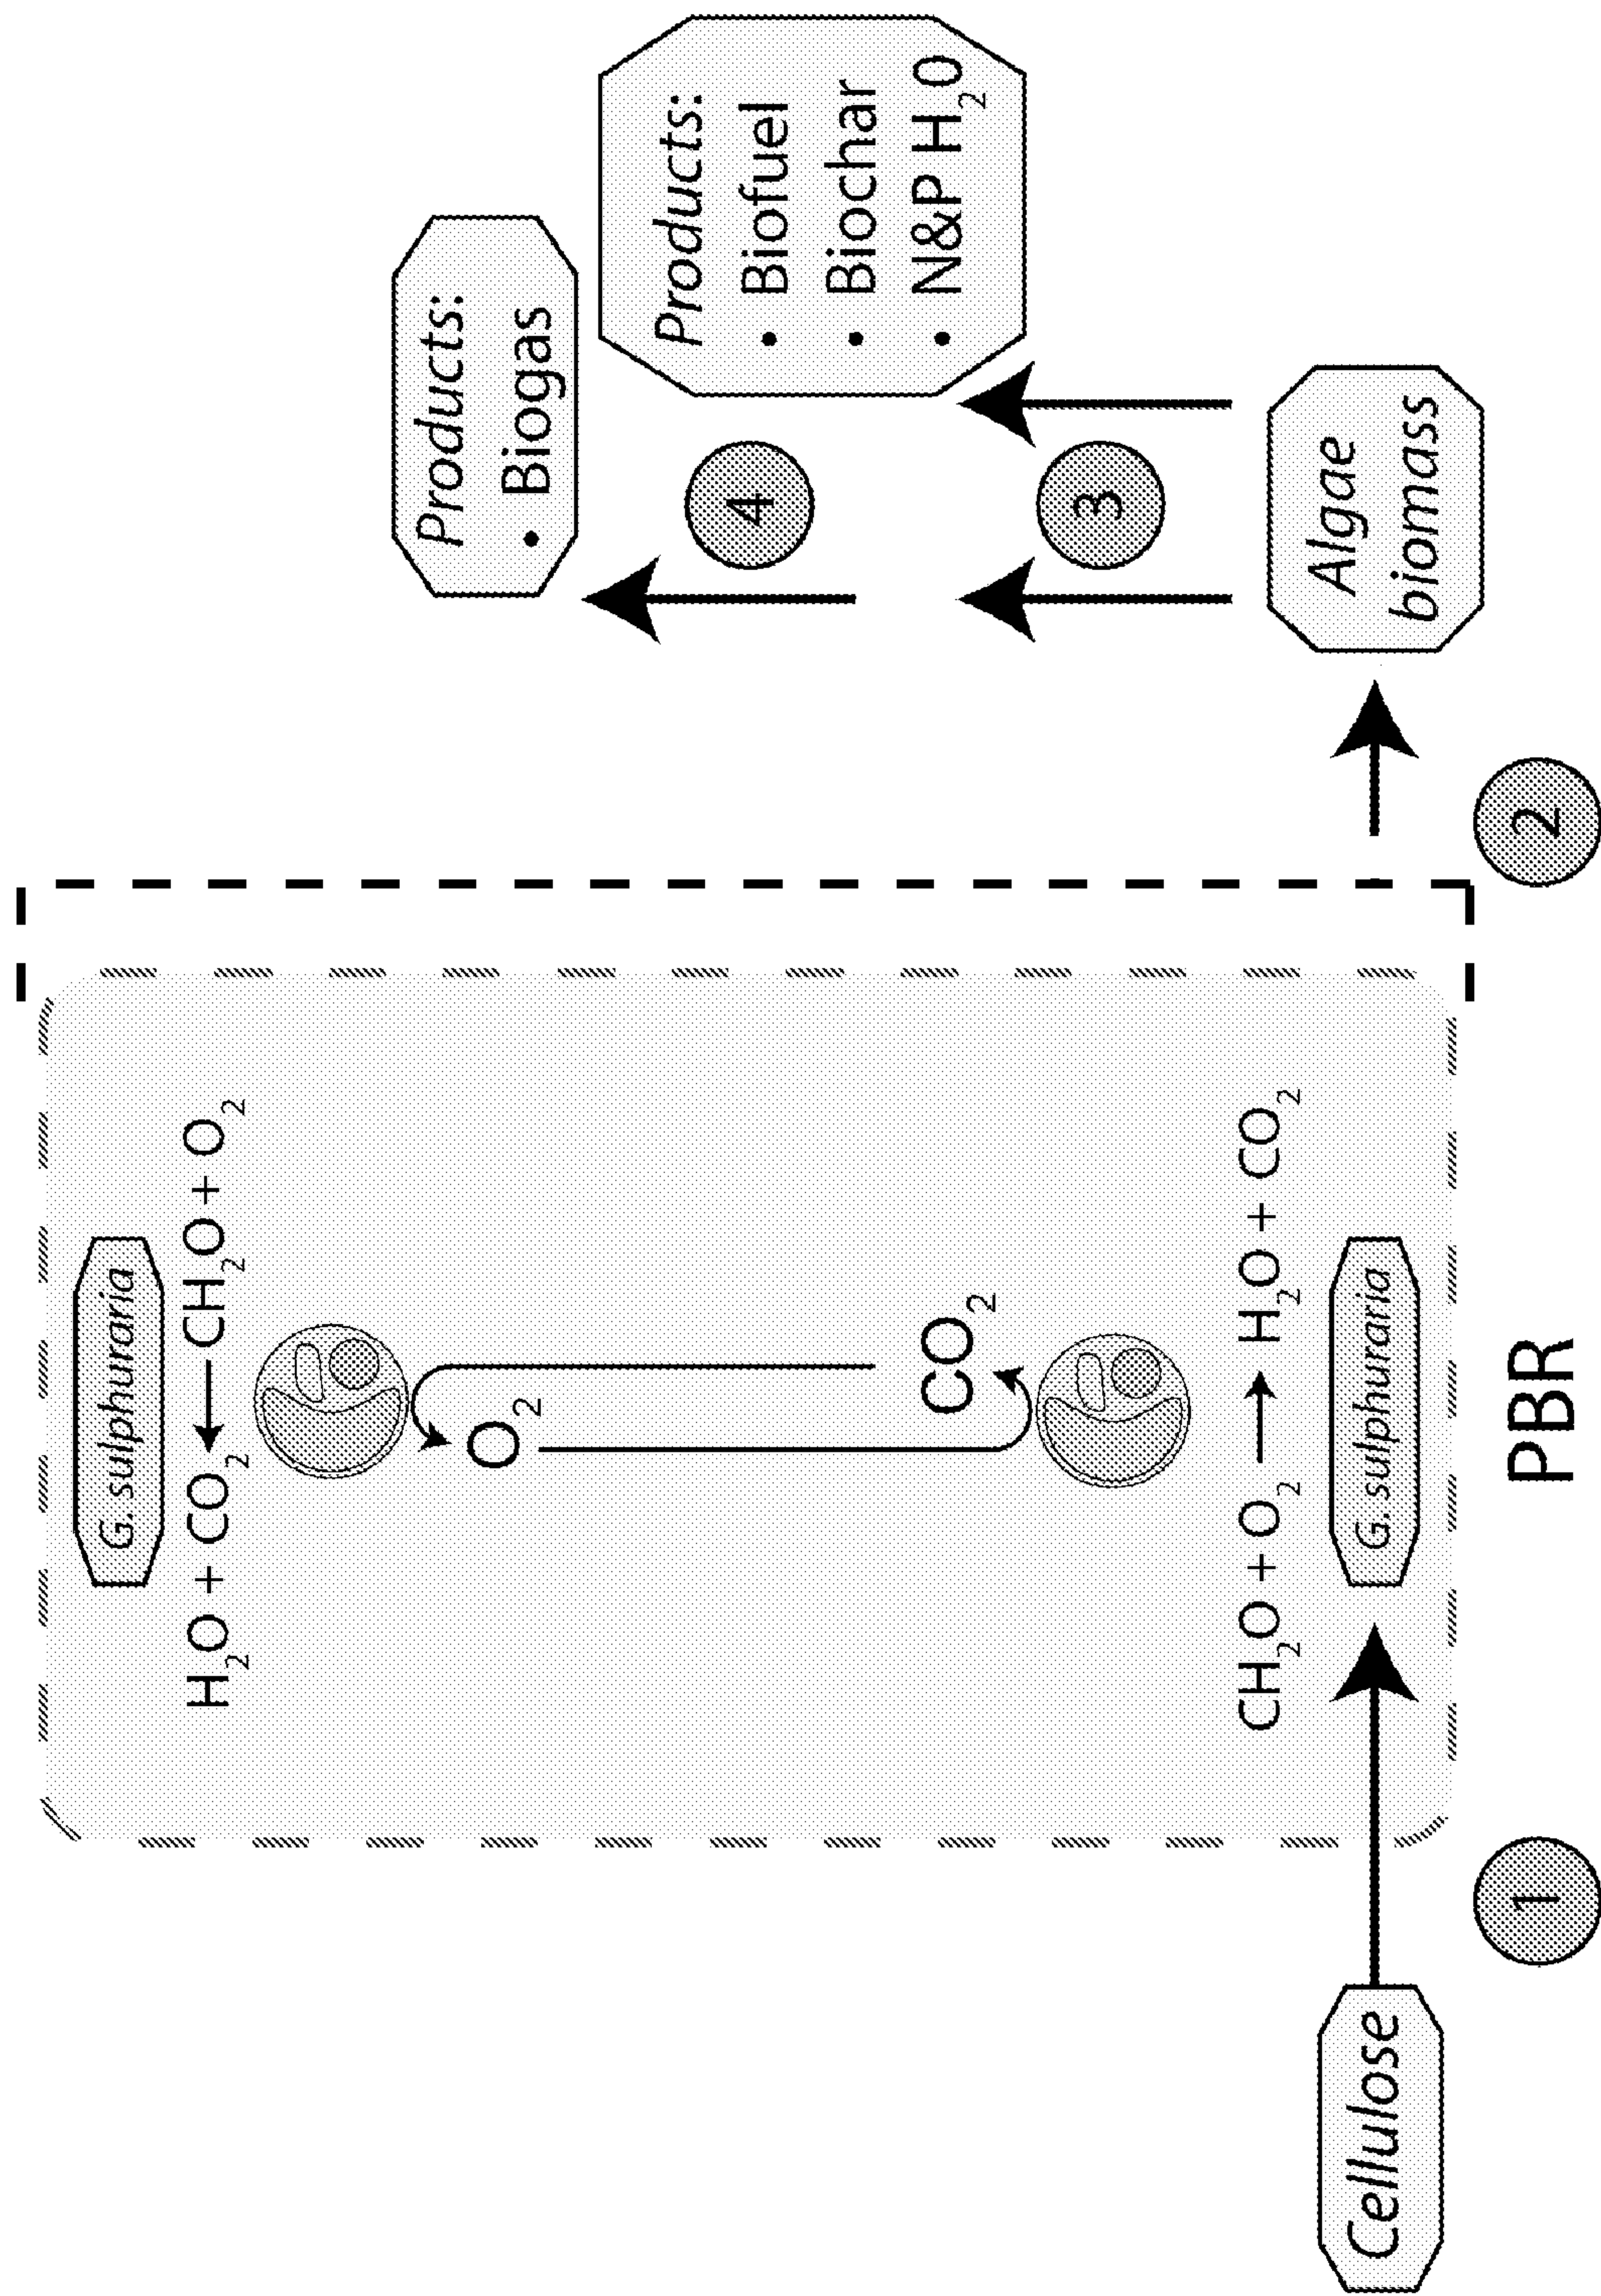 G. sulphuraria
H₂O + CO₂ ← CH₂O + O₂
O₂
CO₂
CH₂O + O₂ → H₂O + CO₂
G. sulphuraria
Cellulose
1
PBR
2
Algae
biomass
3
4
Products:
• Biogas
Products:
• Biofuel
• Biochar
• N&P H₂0